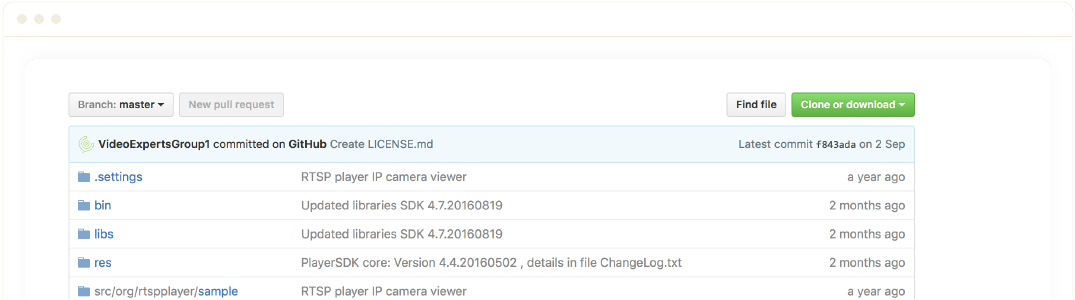 Branch: master New pull request Find file Clone or download
VideoExpertsGroup1 committed on GitHub Create LICENSE.md Latest commit f843ada on 2 Sep
.settings RTSP player IP camera viewer a year ago
bin Updated libraries SDK 4.7.20160819 2 months ago
libs Updated libraries SDK 4.7.20160819 2 months ago
res PlayerSDK core: Version 4.4.20160502 , details in file ChangeLog.txt 2 months ago
src/org/rtspplayer/sample RTSP player IP camera viewer a year ago